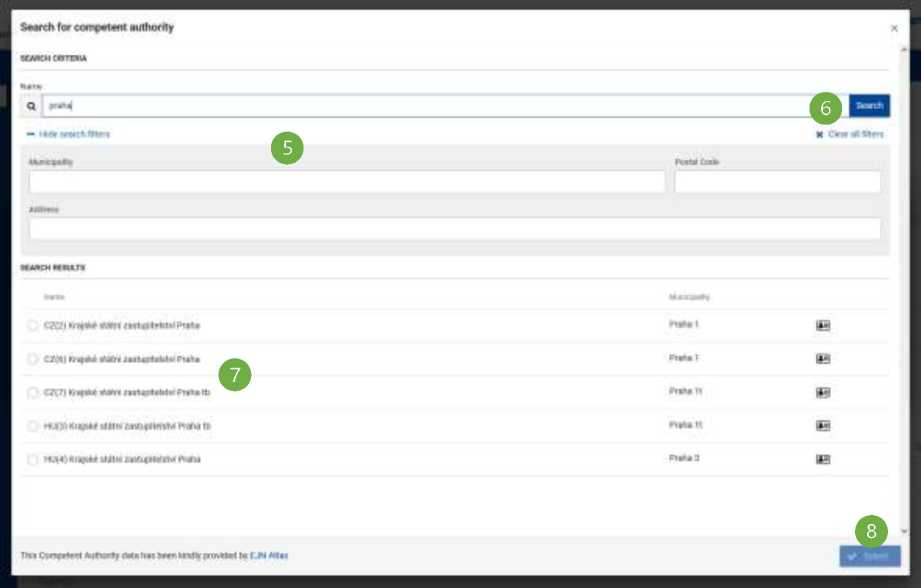 Search for competent authority
×
SEARCH CRITERIA
Name
praha
6
Search
Hide search filters
5
Clear all filters
Municipality
Postal Code
Address
SEARCH RESULTS
Name
Municipality
CZ(2) Krajské státní zastupitelství Praha
Praha 1
CZ(6) Krajské státní zastupitelství Praha
Praha 1
7
CZ(7) Krajské státní zastupitelství Praha tb
Praha 11
HU(3) Krajské státní zastupitelství Praha tb
Praha 11
HU(4) Krajské státní zastupitelství Praha
Praha 3
8
This Competent Authority data has been kindly provided by EJN Atlas
Select